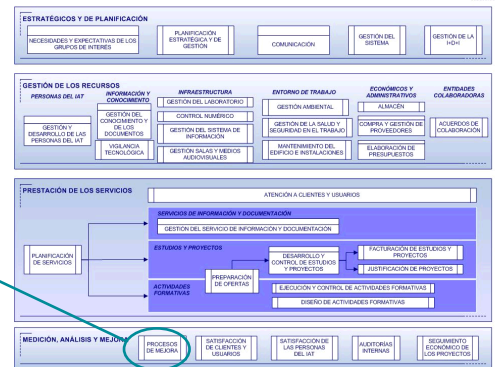 ESTRATÉGICOS Y DE PLANIFICACIÓN
NECESIDADES Y EXPECTATIVAS DE LOS
GRUPOS DE INTERÉS
PLANIFICACIÓN
ESTRATÉGICA Y DE
GESTIÓN
COMUNICACIÓN
GESTIÓN DEL
SISTEMA
GESTIÓN DE LA
I+D+I
GESTIÓN DE LOS RECURSOS
PERSONAS DEL IAT
GESTIÓN Y
DESARROLLO DE LAS
PERSONAS DEL IAT
INFORMACIÓN Y
CONOCIMIENTO
GESTIÓN DEL
CONOCIMIENTO Y
DE LOS
DOCUMENTOS
VIGILANCIA
TECNOLÓGICA
INFRAESTRUCTURA
GESTIÓN DEL LABORATORIO
CONTROL NUMÉRICO
GESTIÓN DEL SISTEMA DE
INFORMACIÓN
GESTIÓN SALAS Y MEDIOS
AUDIOVISUALES
ENTORNO DE TRABAJO
GESTIÓN AMBIENTAL
GESTIÓN DE LA SALUD Y
SEGURIDAD EN EL TRABAJO
MANTENIMIENTO DEL
EDIFICIO E INSTALACIONES
ECONÓMICOS Y
ADMINISTRATIVOS
ALMACÉN
COMPRA Y GESTIÓN DE
PROVEEDORES
ELABORACIÓN DE
PRESUPUESTOS
ENTIDADES
COLABORADORAS
ACUERDOS DE
COLABORACIÓN
PRESTACIÓN DE LOS SERVICIOS
ATENCIÓN A CLIENTES Y USUARIOS
SERVICIOS DE INFORMACIÓN Y DOCUMENTACIÓN
GESTIÓN DEL SERVICIO DE INFORMACIÓN Y DOCUMENTACIÓN
PLANIFICACIÓN
DE SERVICIOS
ESTUDIOS Y PROYECTOS
PREPARACIÓN
DE OFERTAS
DESARROLLO Y
CONTROL DE ESTUDIOS
Y PROYECTOS
FACTURACIÓN DE ESTUDIOS Y
PROYECTOS
JUSTIFICACIÓN DE PROYECTOS
ACTIVIDADES
FORMATIVAS
EJECUCIÓN Y CONTROL DE ACTIVIDADES FORMATIVAS
DISEÑO DE ACTIVIDADES FORMATIVAS
MEDICIÓN, ANÁLISIS Y MEJORA
PROCESOS
DE MEJORA
SATISFACCIÓN
DE CLIENTES Y
USUARIOS
SATISFACCIÓN DE
LAS PERSONAS
DEL IAT
AUDITORÍAS
INTERNAS
SEGUIMIENTO
ECONÓMICO DE
LOS PROYECTOS